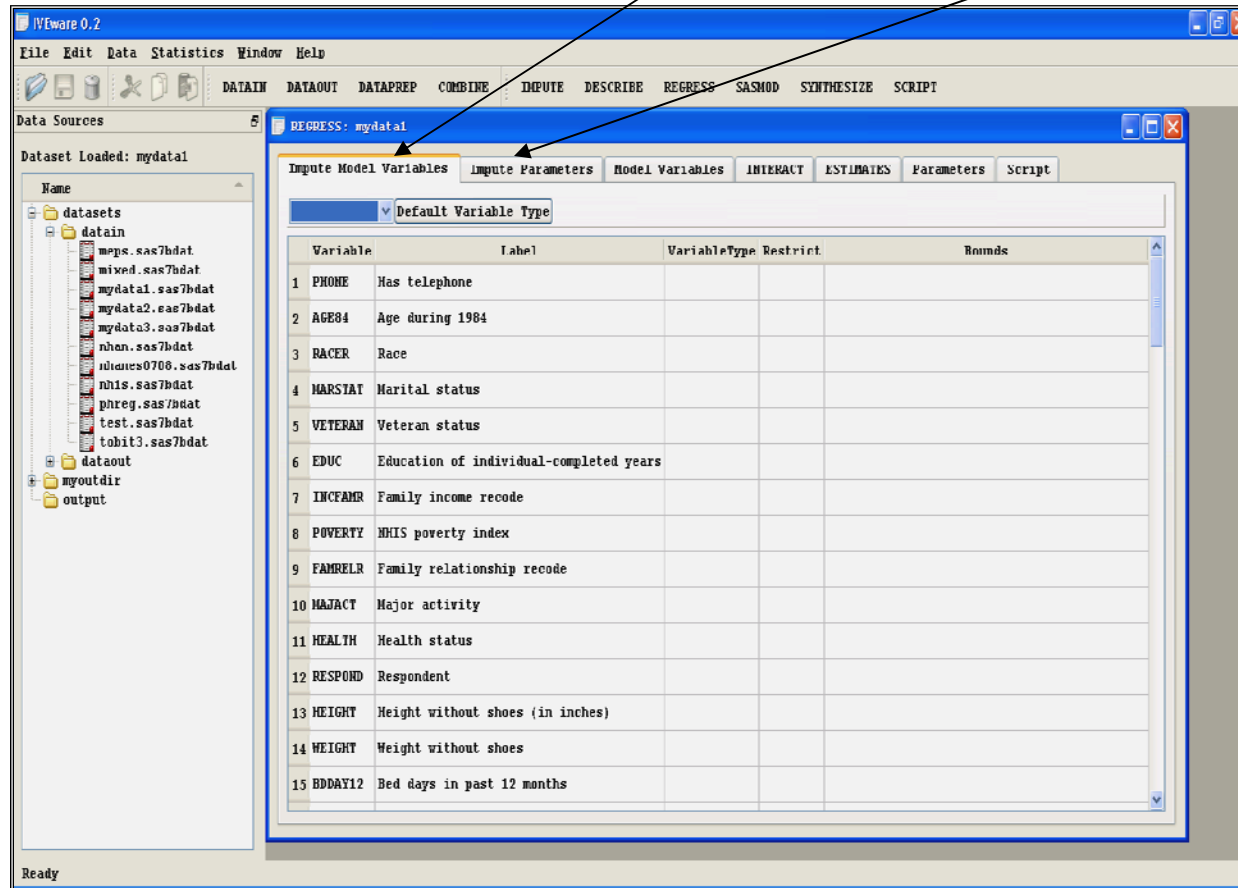 IVEware 0.2
File Edit Data Statistics Window Help
DATAIN DATAOUT DATAPREP COMBINE IMPUTE DESCRIBE REGRESS SASMOD SYNTHESIZE SCRIPT
Data Sources
Dataset Loaded: mydata1
Name
datasets
datain
meps.sas7bdat
mixed.sas7bdat
mydata1.sas7bdat
mydata2.sas7bdat
mydata3.sas7bdat
nhan.sas7bdat
nhanes0708.sas7bdat
nhis.sas7bdat
phreg.sas7bdat
test.sas7bdat
tobit3.sas7bdat
dataout
myoutdir
output
REGRESS: mydata1
Impute Model Variables Impute Parameters Model Variables INTERACT ESTIMATES Parameters Script
Default Variable Type
Variable Label VariableType Restrict Bounds
1 PHONE Has telephone
2 AGE84 Age during 1984
3 RACER Race
4 MARSTAT Marital status
5 VETERAN Veteran status
6 EDUC Education of individual-completed years
7 INCFAMR Family income recode
8 POVERTY NHIS poverty index
9 FAMRELR Family relationship recode
10 MAJACT Major activity
11 HEALTH Health status
12 RESPOND Respondent
13 HEIGHT Height without shoes (in inches)
14 WEIGHT Weight without shoes
15 BDDAY12 Bed days in past 12 months
Ready